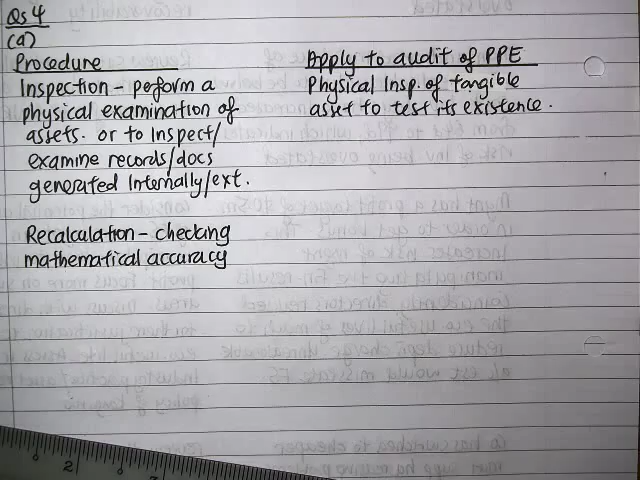 Qs 4
(a)
Procedure
Inspection - perform a
physical examination of
assets. or to Inspect/
examine records/docs
generated Internally/ext.
Recalculation - checking
mathematical accuracy
Apply to audit of PPE
Physical Insp. of tangible
asset to test its existence.
2